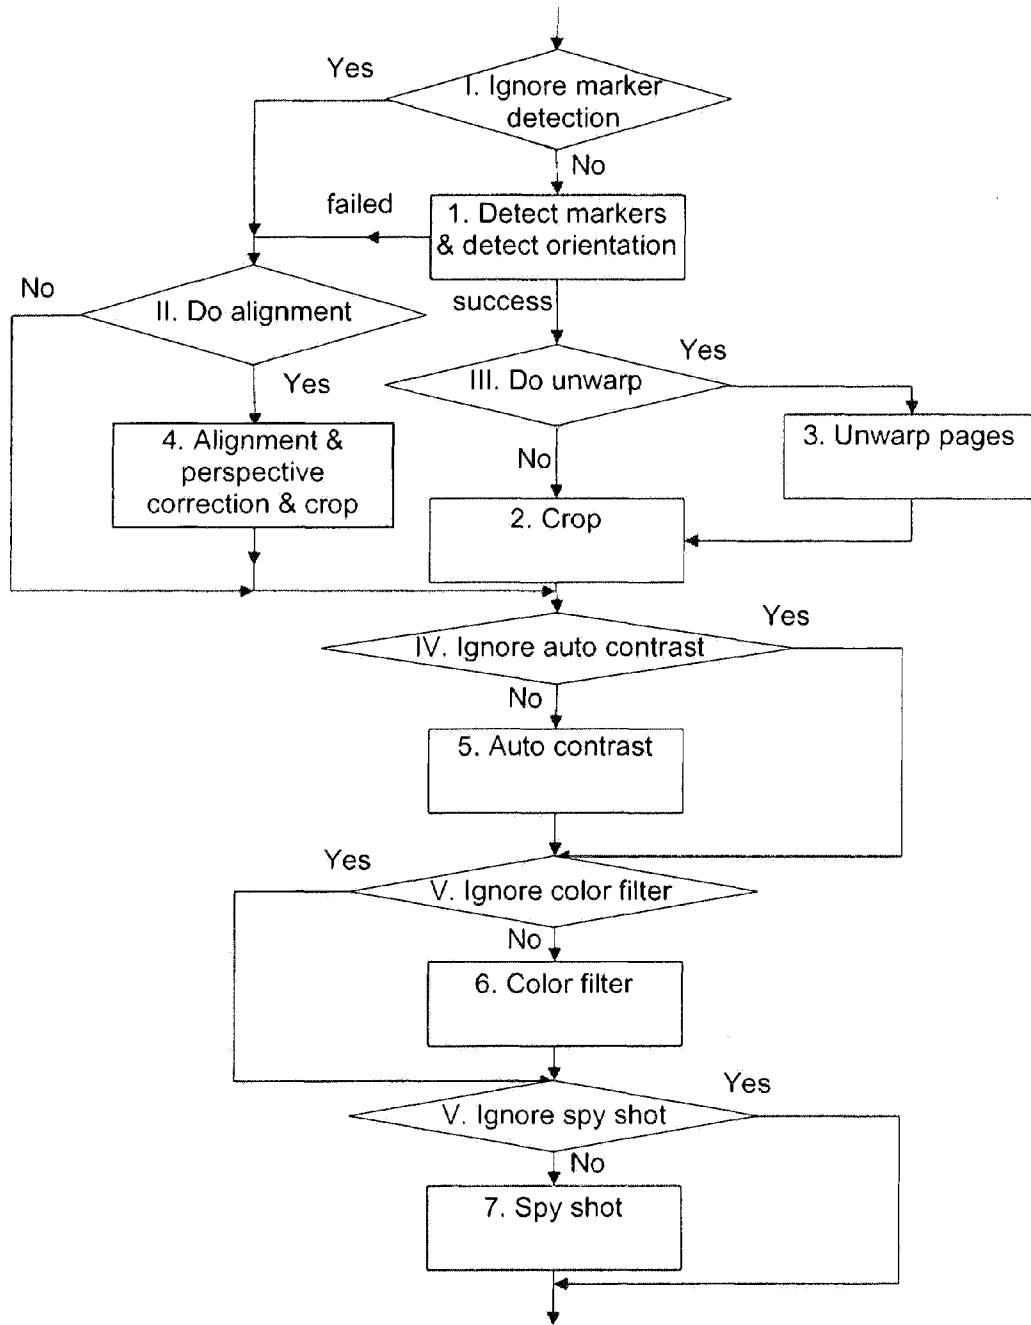 Yes
I. Ignore marker
detection
No
failed
1. Detect markers
& detect orientation
No
II. Do alignment
success
Yes
III. Do unwarp
Yes
4. Alignment &
perspective
correction & crop
3. Unwarp pages
No
2. Crop
Yes
IV. Ignore auto contrast
No
5. Auto contrast
Yes
V. Ignore color filter
No
6. Color filter
Yes
V. Ignore spy shot
No
7. Spy shot